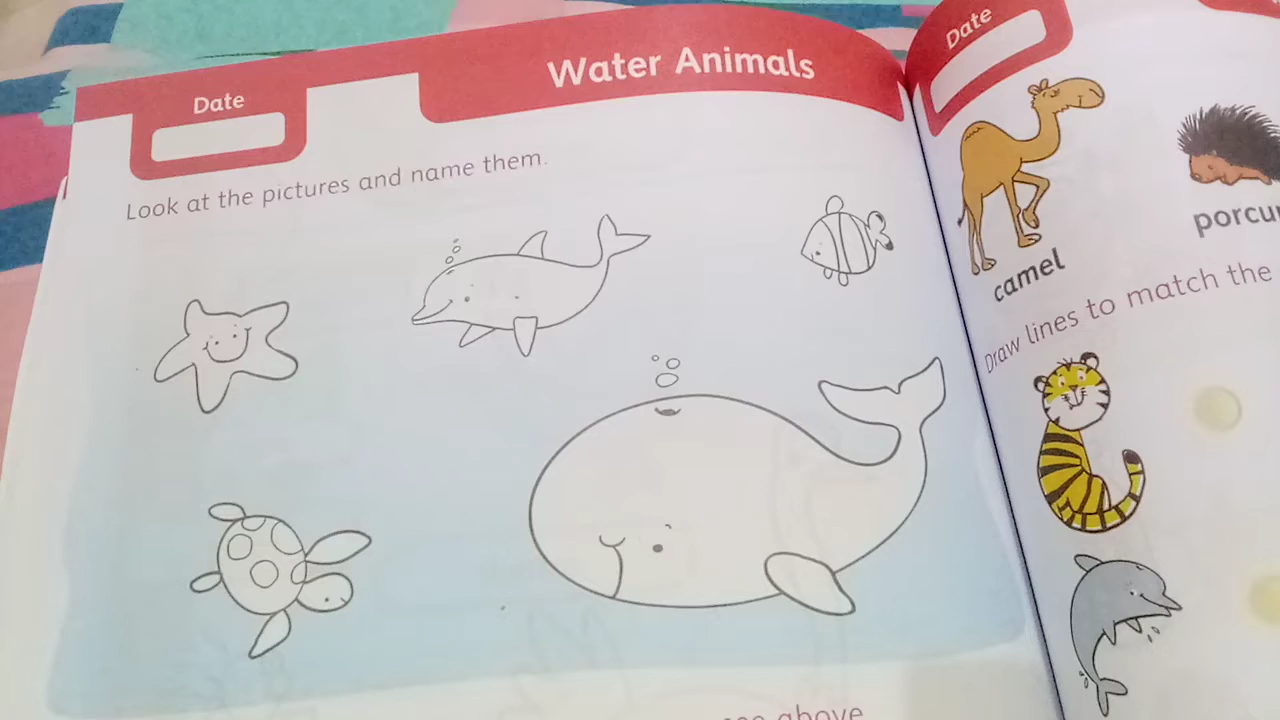 Water Animals
Date
Look at the pictures and name them.
above
Date
camel
Draw lines to match the